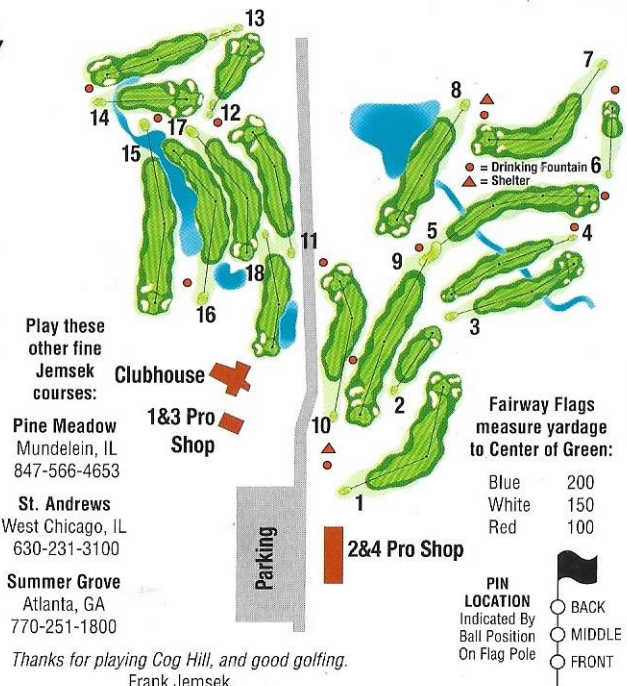 13
7
8
14
12
17
15
● = Drinking Fountain
▲ = Shelter
6
5
4
11
9
18
16
3
Play these
other fine
Jemsek
courses:
Clubhouse
2
1&3 Pro
Shop
10
Pine Meadow
Mundelein, IL
847-566-4653
Fairway Flags
measure yardage
to Center of Green:
Blue 200
White 150
Red 100
1
St. Andrews
West Chicago, IL
630-231-3100
Parking
2&4 Pro Shop
Summer Grove
Atlanta, GA
770-251-1800
PIN
LOCATION
Indicated By
Ball Position
On Flag Pole
BACK
MIDDLE
FRONT
Thanks for playing Cog Hill, and good golfing.
Frank Jemsek